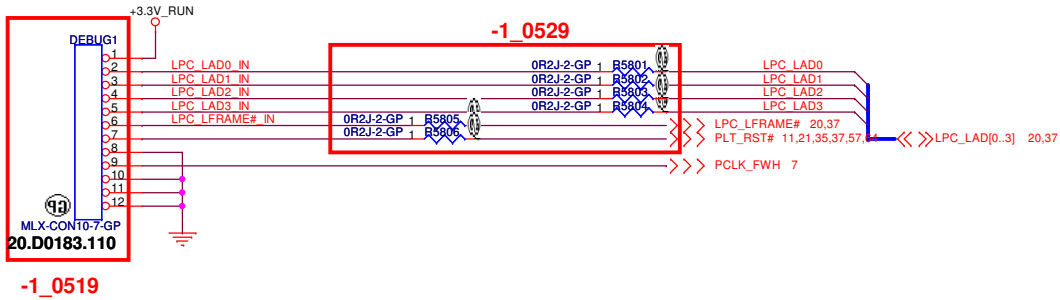 +3.3V_RUN
-1_0529
DEBUG1
1
2 LPC_LAD0_IN 0R2J-2-GP 1 R5801 LPC_LAD0
3 LPC_LAD1_IN 0R2J-2-GP 1 R5802 LPC_LAD1
4 LPC_LAD2_IN 0R2J-2-GP 1 R5803 LPC_LAD2
5 LPC_LAD3_IN 0R2J-2-GP 1 R5804 LPC_LAD3
6 LPC_LFRAME#_IN 0R2J-2-GP 1 R5805 LPC_LFRAME# 20,37
7 0R2J-2-GP 1 R5806 PLT_RST# 11,21,35,37,57, LPC_LAD[0..3] 20,37
8
9 PCLK_FWH 7
10
11
12
GP
MLX-CON10-7-GP
20.D0183.110
-1_0519